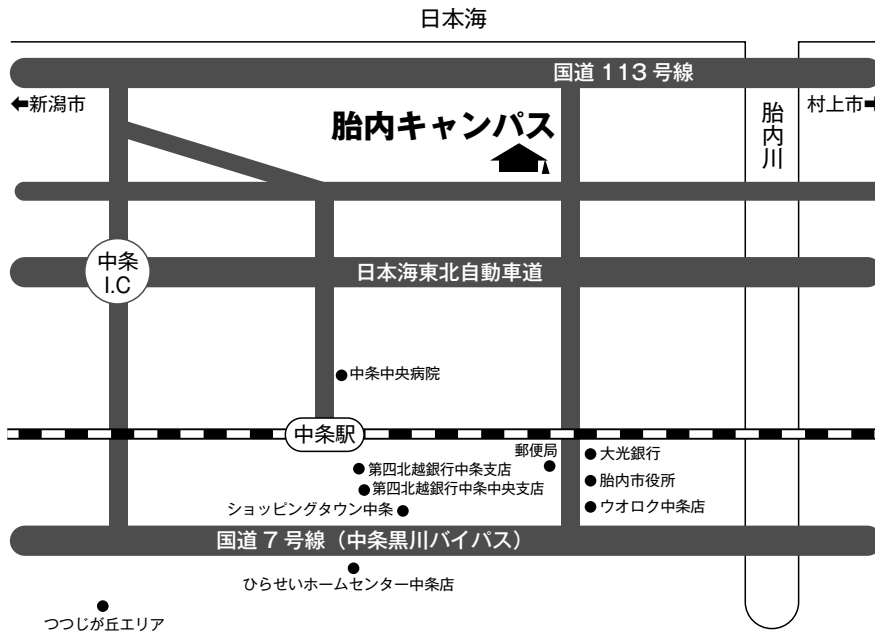 日本海
国道 113 号線
←新潟市
村上市→
胎内キャンパス
胎内川
中条
I.C
日本海東北自動車道
中条中央病院
中条駅
郵便局
大光銀行
第四北越銀行中条支店
胎内市役所
第四北越銀行中条中央支店
ショッピングタウン中条
ウオロク中条店
国道 7 号線（中条黒川バイパス）
ひらせいホームセンター中条店
つつじが丘エリア